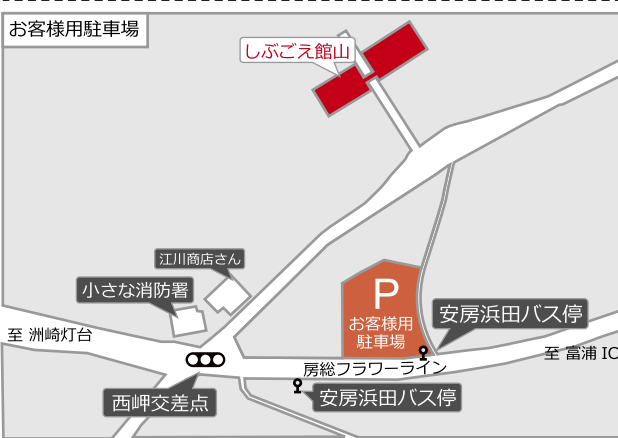 お客様用駐車場
しぶごえ館山
江川商店さん
小さな消防署
至 洲崎灯台
P
お客様用
駐車場
安房浜田バス停
至 富浦 IC
房総フラワーライン
西岬交差点
安房浜田バス停